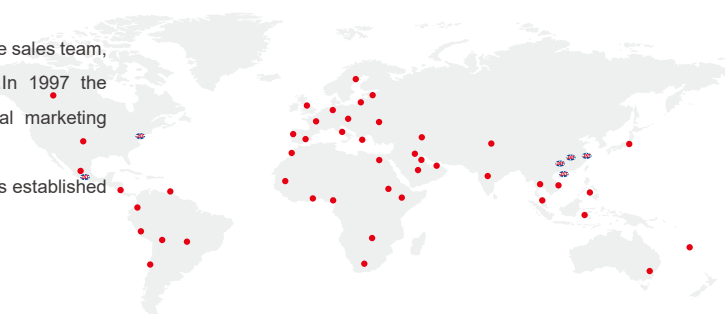 e sales team,
In 1997 the
al marketing
s established